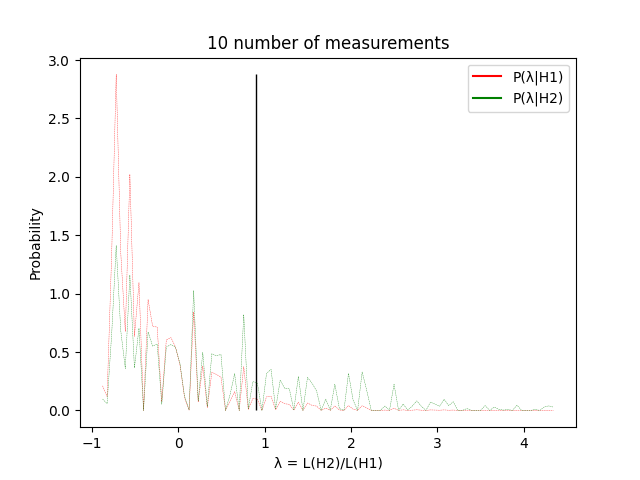 10 number of measurements
P(λ|H1)
P(λ|H2)
Probability
3.0
2.5
2.0
1.5
1.0
0.5
0.0
−1 0 1 2 3 4
λ = L(H2)/L(H1)